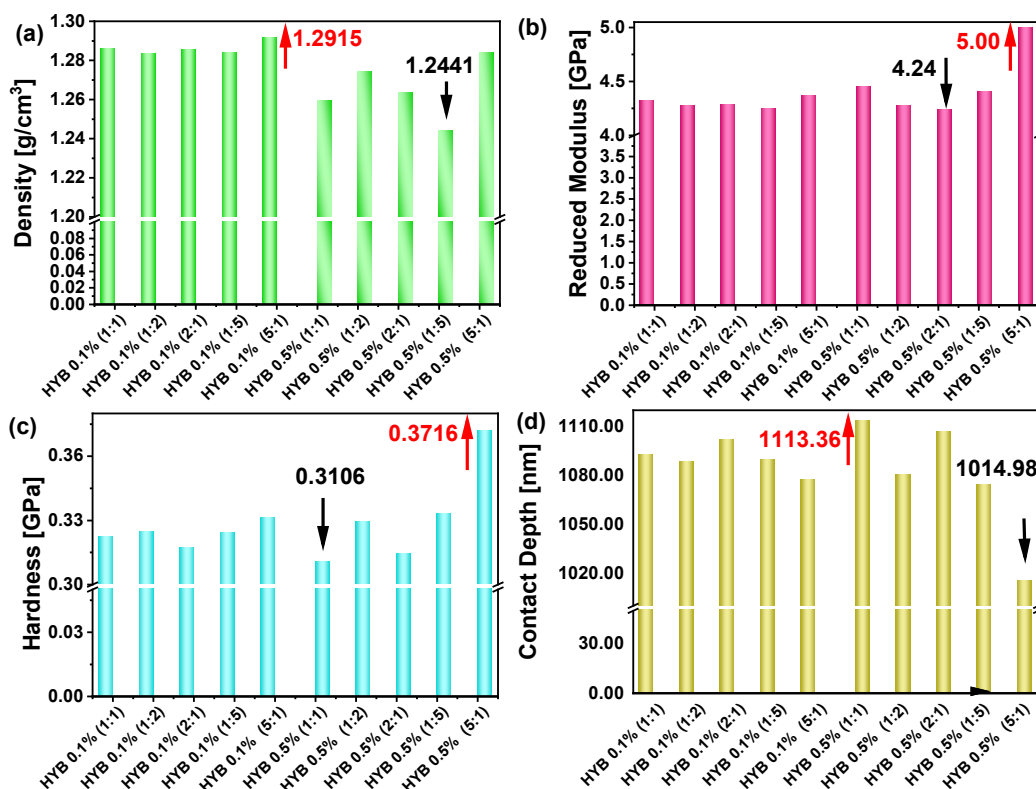 (a)
Density [g/cm³]
1.30
1.28
1.26
1.24
1.22
1.20
0.08
0.06
0.04
0.02
0.00
1.2915
1.2441
HYB 0.1% (1:1)
HYB 0.1% (1:2)
HYB 0.1% (2:1)
HYB 0.1% (1:5)
HYB 0.1% (5:1)
HYB 0.5% (1:1)
HYB 0.5% (1:2)
HYB 0.5% (2:1)
HYB 0.5% (1:5)
HYB 0.5% (5:1)
(b)
Reduced Modulus [GPa]
5.0
4.5
4.0
3.5
3.0
2.5
2.0
1.5
1.0
0.5
0.0
4.24
5.00
HYB 0.1% (1:1)
HYB 0.1% (1:2)
HYB 0.1% (2:1)
HYB 0.1% (1:5)
HYB 0.1% (5:1)
HYB 0.5% (1:1)
HYB 0.5% (1:2)
HYB 0.5% (2:1)
HYB 0.5% (1:5)
HYB 0.5% (5:1)
(c)
Hardness [GPa]
0.36
0.33
0.30
0.03
0.00
0.3716
0.3106
HYB 0.1% (1:1)
HYB 0.1% (1:2)
HYB 0.1% (2:1)
HYB 0.1% (1:5)
HYB 0.1% (5:1)
HYB 0.5% (1:1)
HYB 0.5% (1:2)
HYB 0.5% (2:1)
HYB 0.5% (1:5)
HYB 0.5% (5:1)
(d)
Contact Depth [nm]
1110.00
1080.00
1050.00
1020.00
30.00
0.00
1113.36
1014.98
HYB 0.1% (1:1)
HYB 0.1% (1:2)
HYB 0.1% (2:1)
HYB 0.1% (1:5)
HYB 0.1% (5:1)
HYB 0.5% (1:1)
HYB 0.5% (1:2)
HYB 0.5% (2:1)
HYB 0.5% (1:5)
HYB 0.5% (5:1)